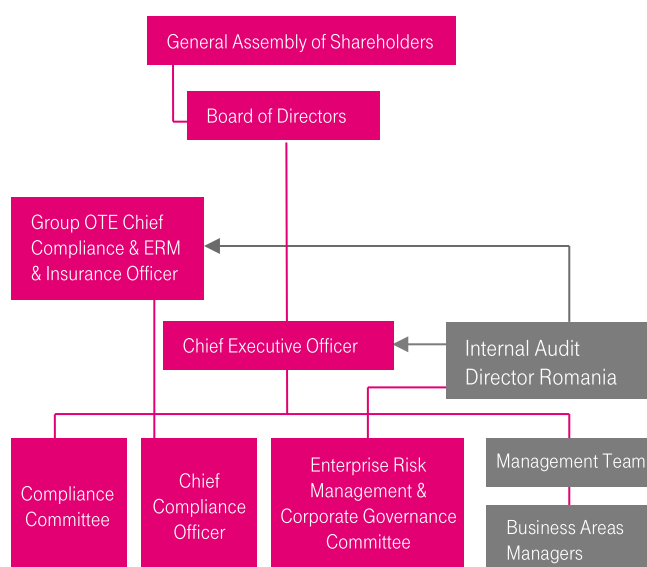 General Assembly of Shareholders
Board of Directors
Group OTE Chief
Compliance & ERM
& Insurance Officer
Chief Executive Officer
Internal Audit
Director Romania
Compliance
Committee
Chief
Compliance
Officer
Enterprise Risk
Management &
Corporate Governance
Committee
Management Team
Business Areas
Managers